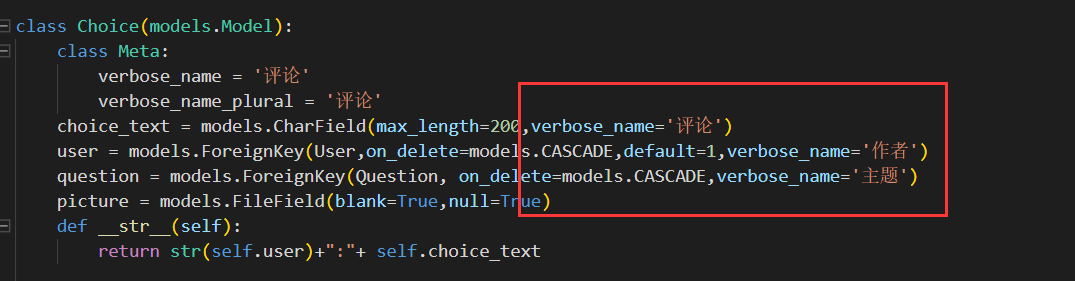 class Choice(models.Model):
    class Meta:
        verbose_name = '评论'
        verbose_name_plural = '评论'
    choice_text = models.CharField(max_length=200,verbose_name='评论')
    user = models.ForeignKey(User,on_delete=models.CASCADE,default=1,verbose_name='作者')
    question = models.ForeignKey(Question, on_delete=models.CASCADE,verbose_name='主题')
    picture = models.FileField(blank=True,null=True)
    def __str__(self):
        return str(self.user)+":"+ self.choice_text